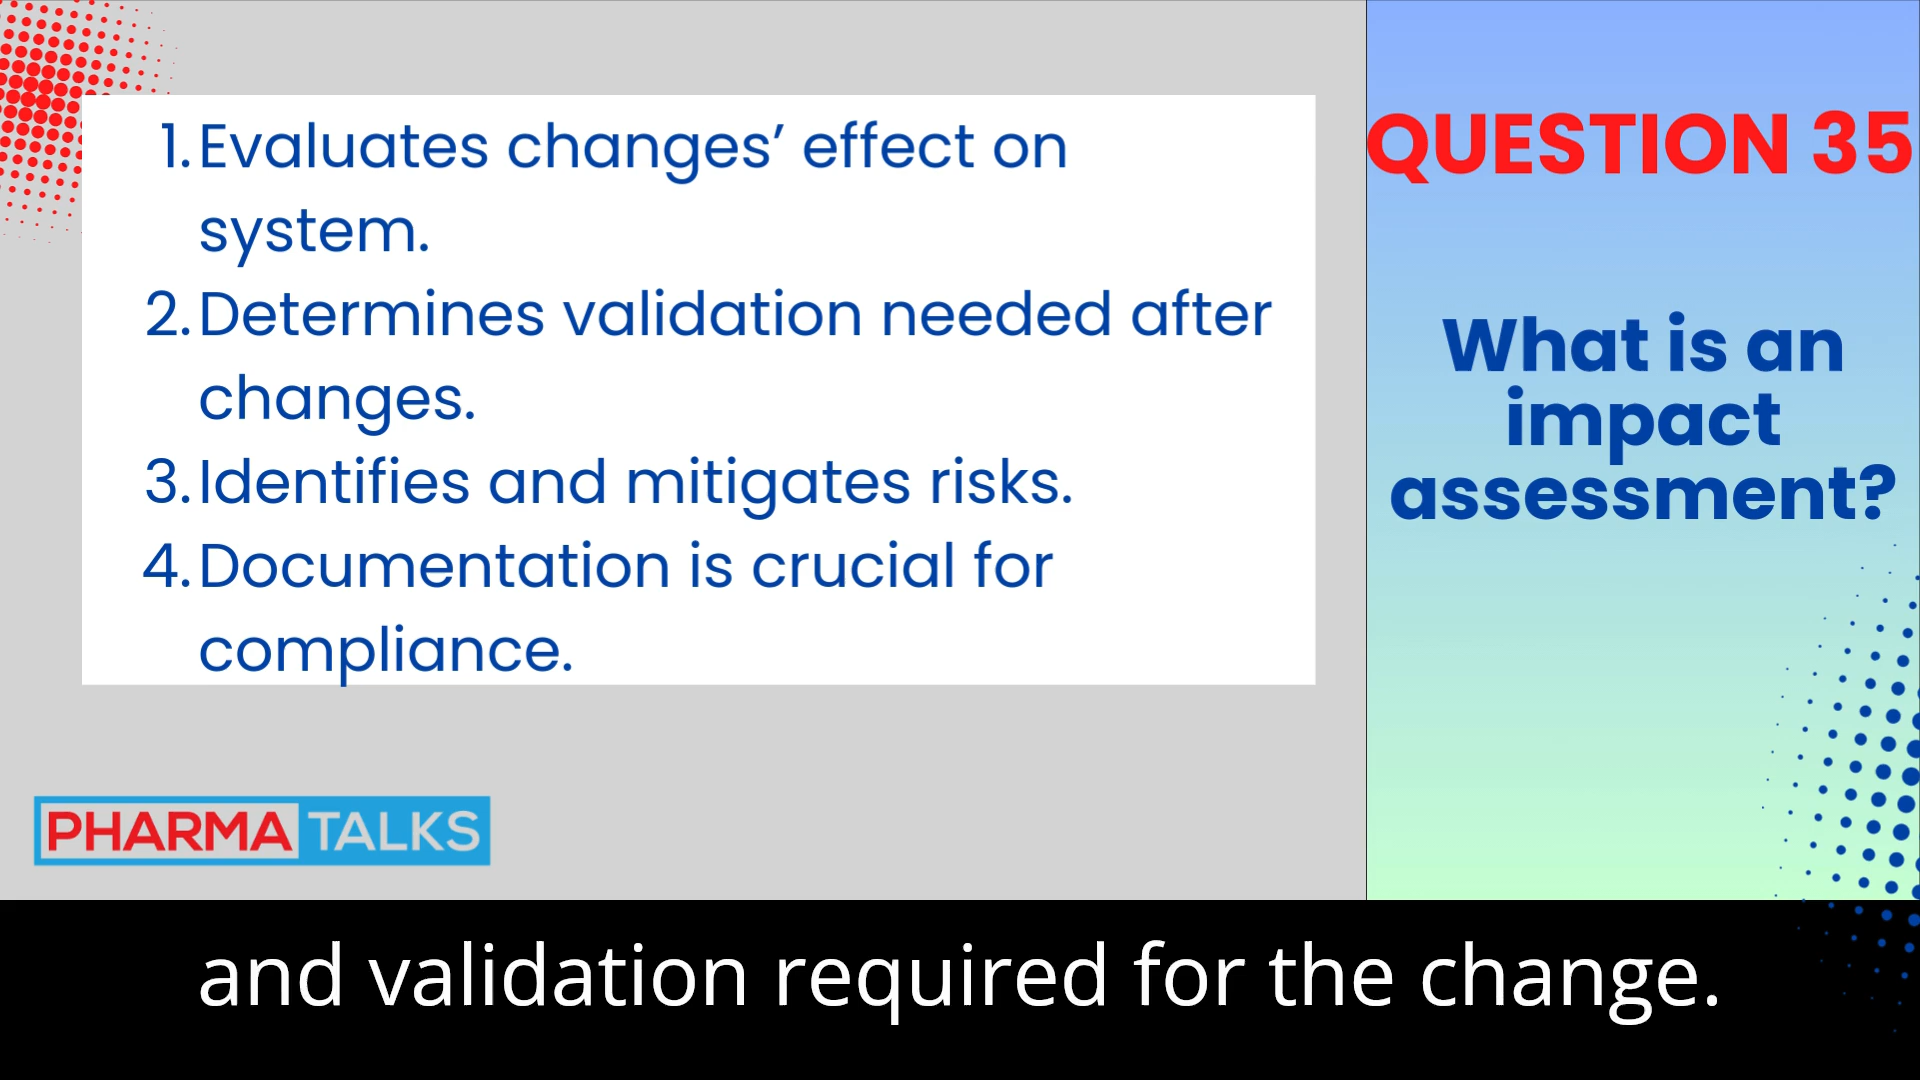 1. Evaluates changes’ effect on
system.
2. Determines validation needed after
changes.
3. Identifies and mitigates risks.
4. Documentation is crucial for
compliance.
QUESTION 35
What is an
impact
assessment?
PHARMA TALKS
and validation required for the change.